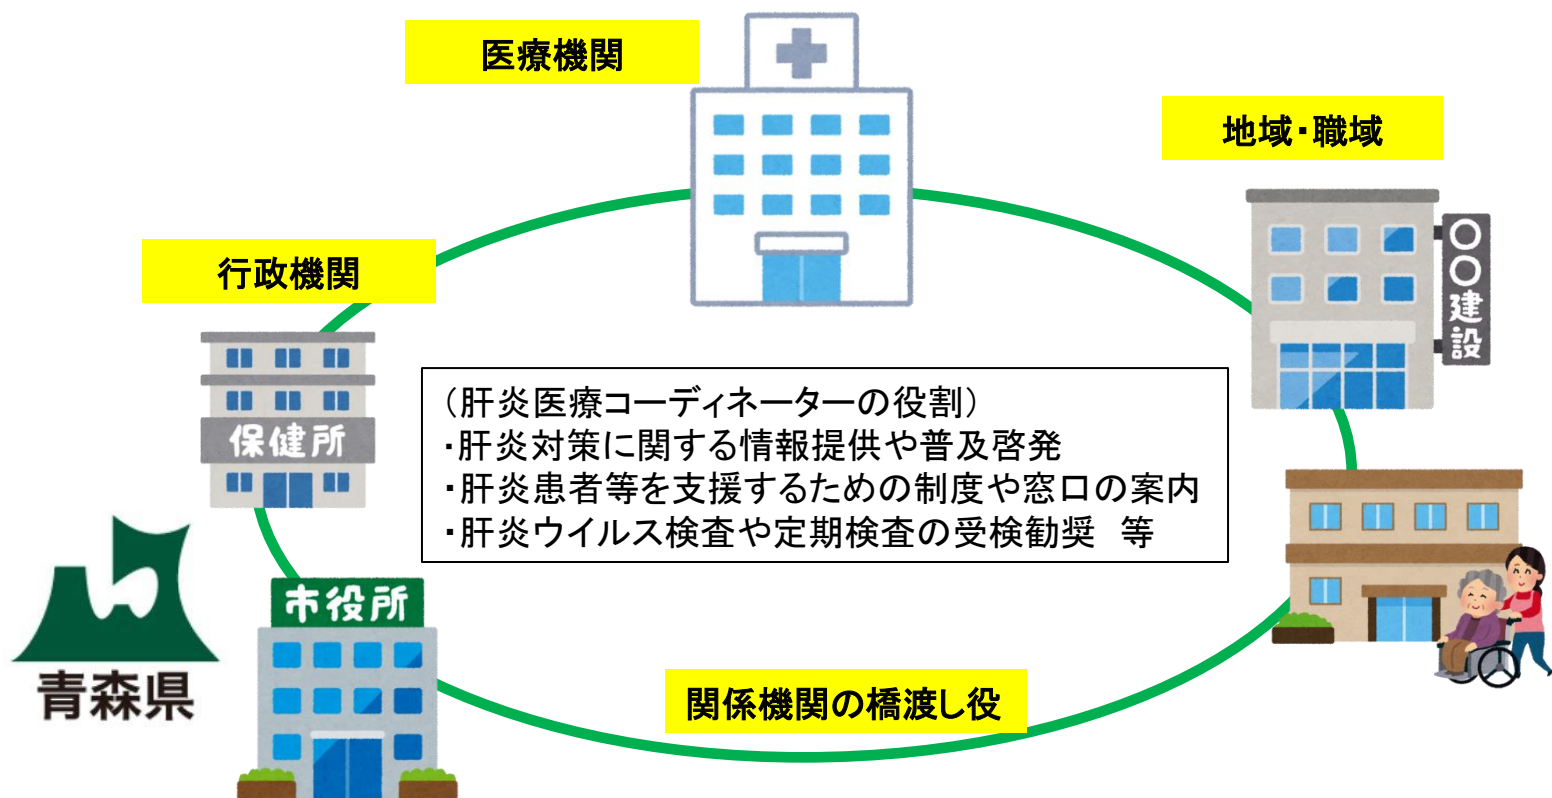 医療機関
地域・職域
〇〇建設
行政機関
保健所
(肝炎医療コーディネーターの役割)
・肝炎対策に関する情報提供や普及啓発
・肝炎患者等を支援するための制度や窓口の案内
・肝炎ウイルス検査や定期検査の受検勧奨　等
市役所
青森県
関係機関の橋渡し役